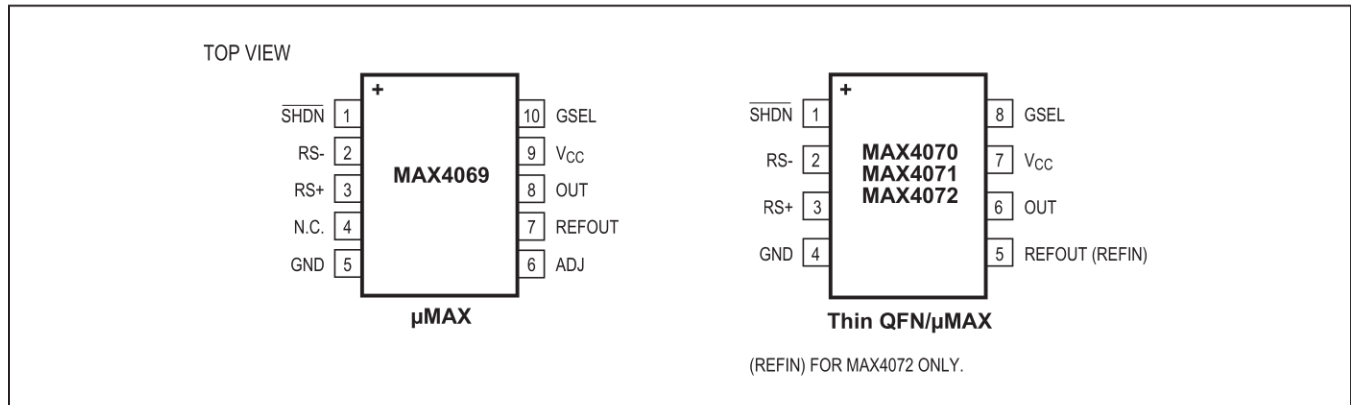 TOP VIEW
+
SHDN 1
RS- 2
RS+ 3
N.C. 4
GND 5
MAX4069
10 GSEL
9 VCC
8 OUT
7 REFOUT
6 ADJ
µMAX
+
SHDN 1
RS- 2
RS+ 3
GND 4
MAX4070
MAX4071
MAX4072
8 GSEL
7 VCC
6 OUT
5 REFOUT (REFIN)
Thin QFN/µMAX
(REFIN) FOR MAX4072 ONLY.